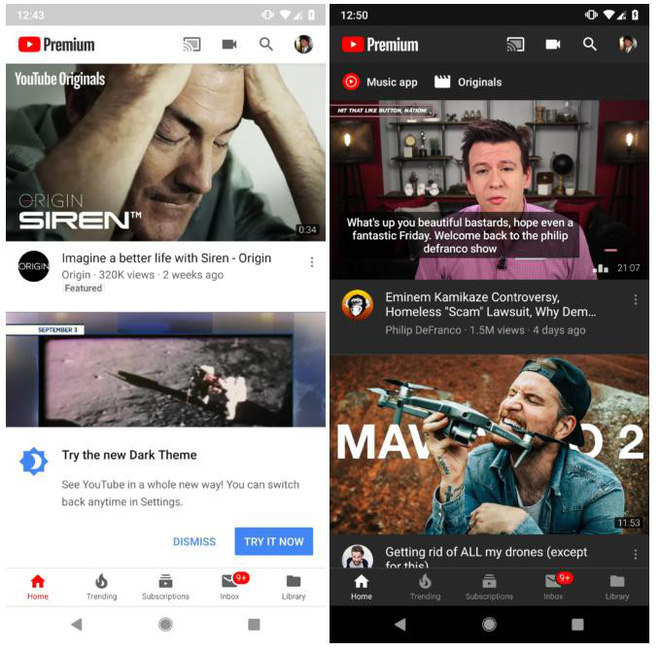 12:43
Premium
YouTube Originals
ORIGIN
SIREN™
0:34
ORIGIN
Imagine a better life with Siren - Origin
Origin · 320K views · 2 weeks ago
Featured
SEPTEMBER 3
Try the new Dark Theme
See YouTube in a whole new way! You can switch
back anytime in Settings.
DISMISS
TRY IT NOW
Home
Trending
Subscriptions
9+
Inbox
Library
12:50
Premium
Music app
Originals
HIT THAT LIKE BUTTON, NATION!
What's up you beautiful bastards, hope even a
fantastic Friday. Welcome back to the philip
defranco show
21:07
Eminem Kamikaze Controversy,
Homeless "Scam" Lawsuit, Why Dem...
Philip DeFranco · 1.5M views · 4 days ago
MAV O 2
11:53
Getting rid of ALL my drones (except
for this)
Home
Trending
Subscriptions
9+
Inbox
Library